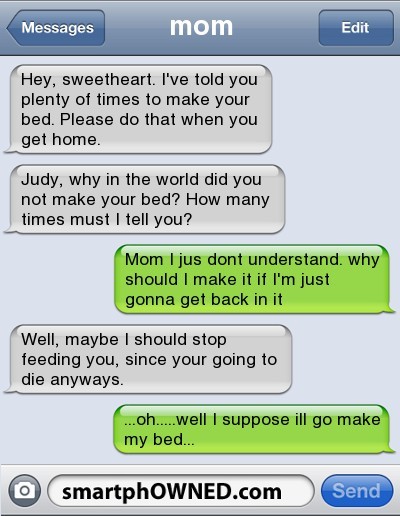 Messages
mom
Edit
Hey, sweetheart. I've told you
plenty of times to make your
bed. Please do that when you
get home.
Judy, why in the world did you
not make your bed? How many
times must I tell you?
Mom I jus dont understand. why
should I make it if I'm just
gonna get back in it
Well, maybe I should stop
feeding you, since your going to
die anyways.
...oh.....well I suppose ill go make
my bed...
smartphOWNED.com
Send